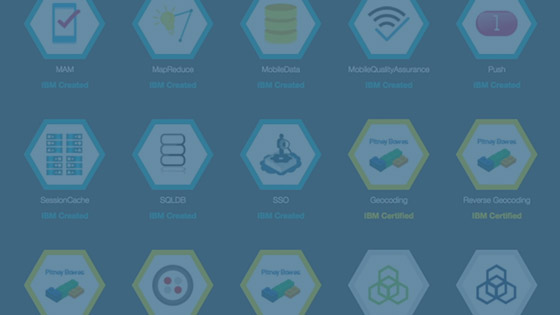 1
MAM MapReduce MobileData MobileQualityAssurance Push
IBM Created IBM Created IBM Created IBM Created IBM Created
Pitney Bowes Pitney Bowes
SessionCache SQLDB SSO Geocoding Reverse Geocoding
IBM Created IBM Created IBM Created IBM Certified IBM Certified
Pitney Bowes Pitney Bowes